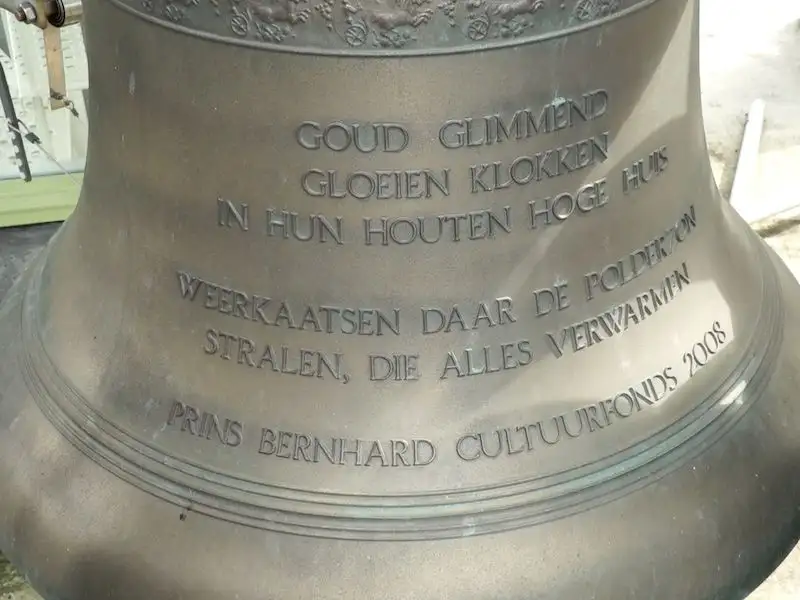 GOUD GLIMMEND
GLOEIEN KLOKKEN
IN HUN HOUTEN HOGE HUIS
WEERKAATSEN DAAR DE POLDERZON
STRALEN, DIE ALLES VERWARMEN
PRINS BERNHARD CULTUURFONDS 2008